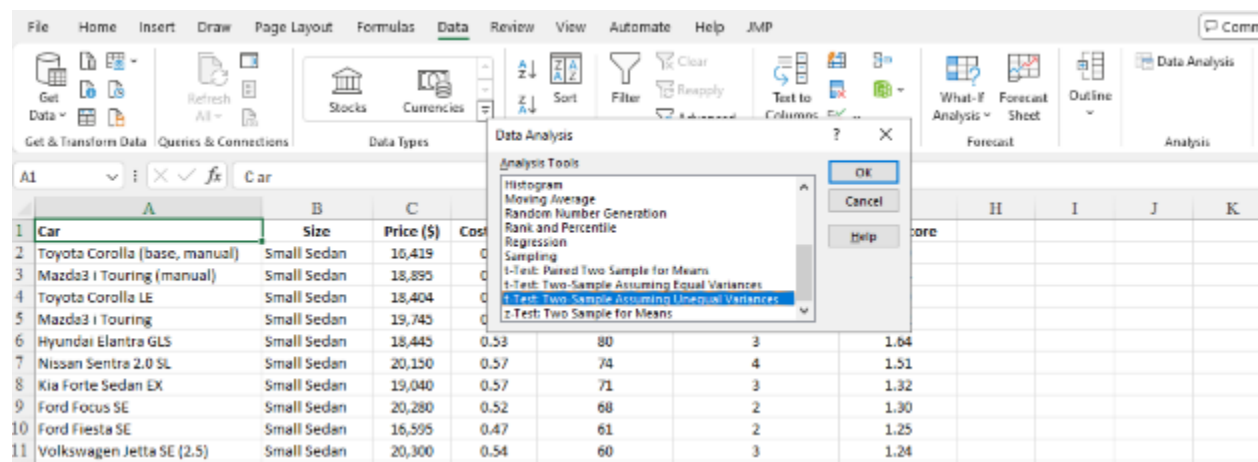 File Home Insert Draw Page Layout Formulas Data Review View Automate Help JMP
Comm
Get Data
Refresh All
Stocks
Currencies
Sort
Filter
Clear
Reapply
Advanced
Text to Columns
What-If Analysis
Forecast Sheet
Outline
Data Analysis
Get & Transform Data Queries & Connections Data Types Forecast Analysis
Data Analysis ? ×
Analysis Tools
Histogram
Moving Average
Random Number Generation
Rank and Percentile
Regression
Sampling
t-Test: Paired Two Sample for Means
t-Test: Two-Sample Assuming Equal Variances
t-Test: Two-Sample Assuming Unequal Variances
z-Test: Two Sample for Means
OK
Cancel
Help
A1 fx Car
A B C H I J K
1 Car Size Price ($) Cost core
2 Toyota Corolla (base, manual) Small Sedan 16,419
3 Mazda3 i Touring (manual) Small Sedan 18,895
4 Toyota Corolla LE Small Sedan 18,404
5 Mazda3 i Touring Small Sedan 19,745
6 Hyundai Elantra GLS Small Sedan 18,445 0.53 80 3 1.64
7 Nissan Sentra 2.0 SL Small Sedan 20,150 0.57 74 4 1.51
8 Kia Forte Sedan EX Small Sedan 19,040 0.57 71 3 1.32
9 Ford Focus SE Small Sedan 20,280 0.52 68 2 1.30
10 Ford Fiesta SE Small Sedan 16,595 0.47 61 2 1.25
11 Volkswagen Jetta SE (2.5) Small Sedan 20,300 0.54 60 3 1.24